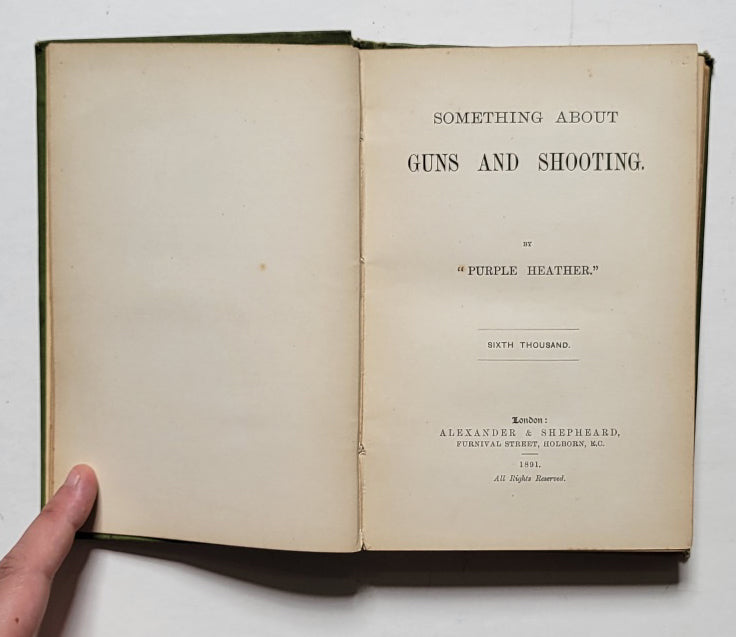 SOMETHING ABOUT
GUNS AND SHOOTING.
BY
"PURPLE HEATHER."
SIXTH THOUSAND.
London:
ALEXANDER & SHEPHEARD,
FURNIVAL STREET, HOLBORN, E.C.
1891.
All Rights Reserved.